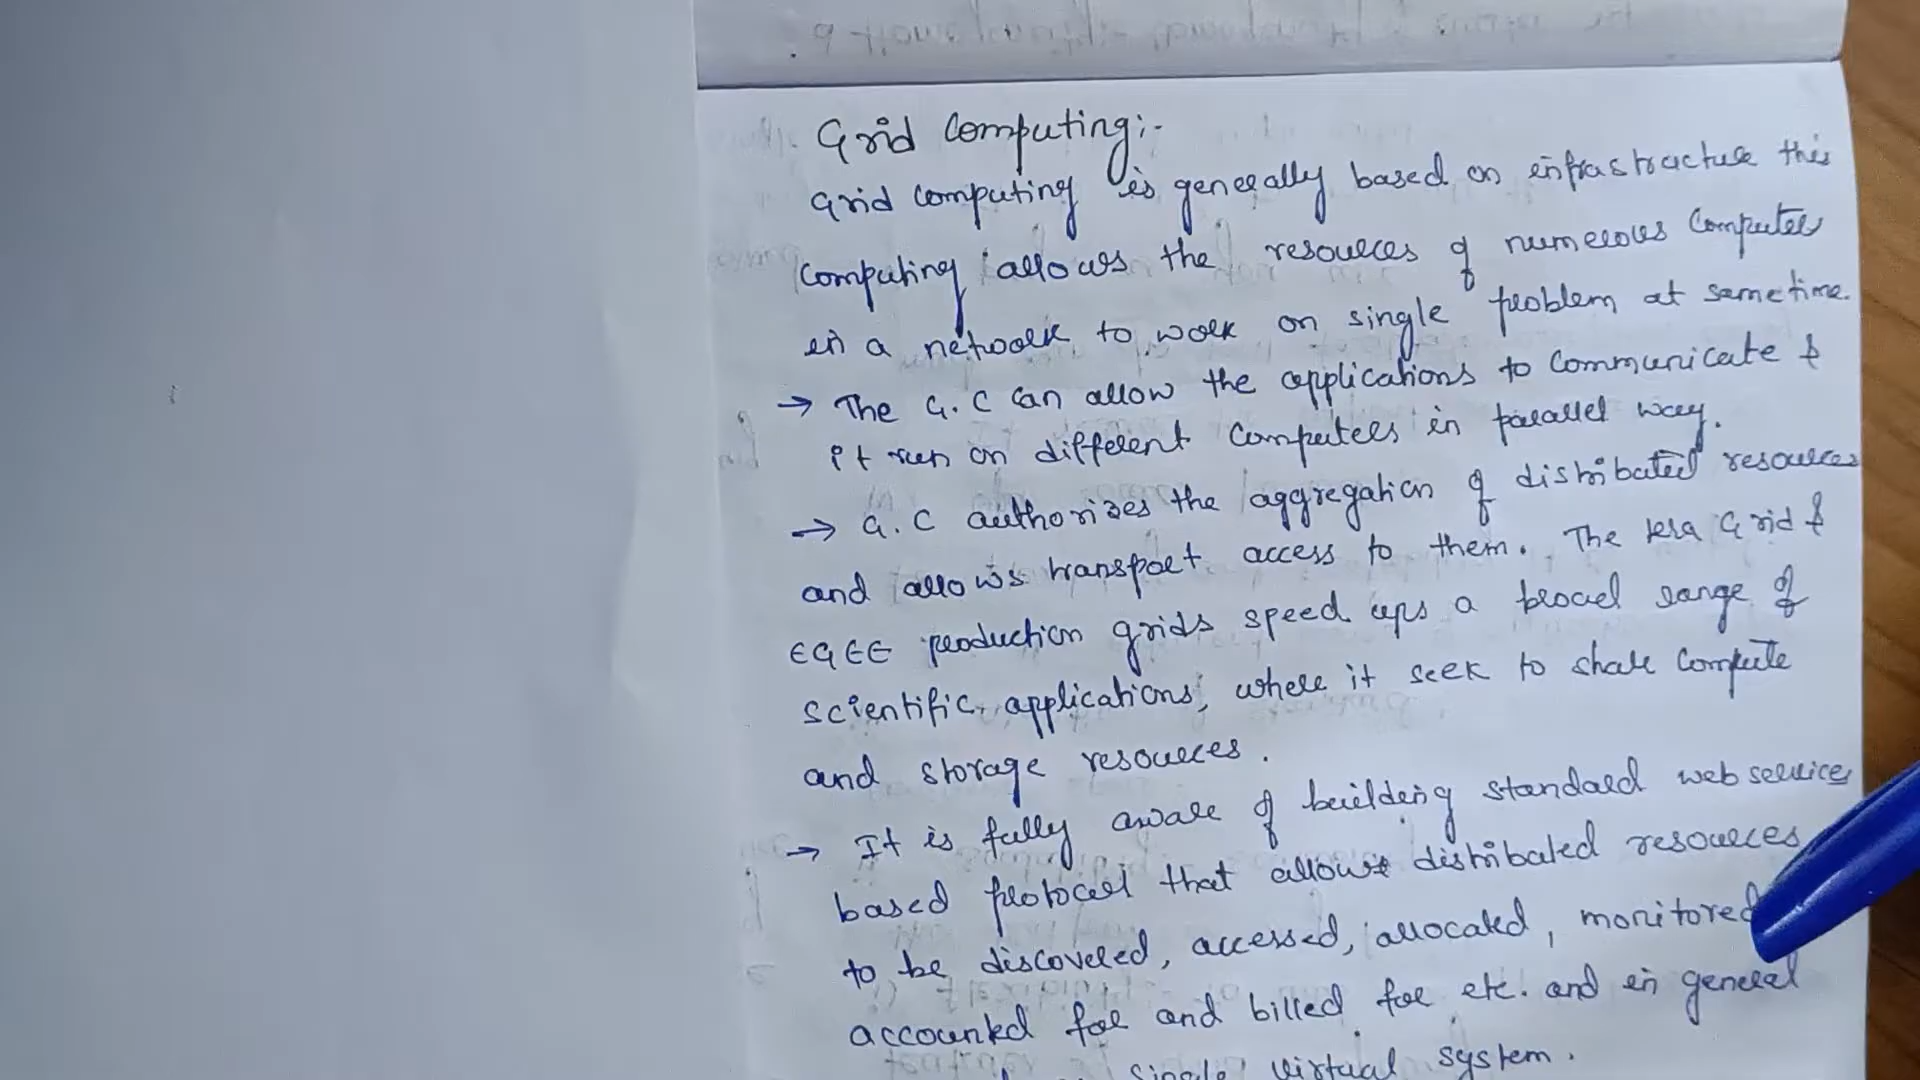 Grid Computing:-
Grid Computing is generally based on infrastructure this
Computing allows the resources of numerous Computers
in a network to work on single problem at sametime.
→ The G.C Can allow the applications to Communicate &
it run on different Computers in parallel way.
→ G.C authorizes the aggregation of distributed resources
and allows transport access to them. The Grid &
EGEE production grids speed ups a broad range of
scientific applications, where it seek to share Compute
and storage resources.
→ It is fully aware of building standard web service
based protocol that allows distributed resources
to be discovered, accessed, allocated, monitored
accounted for and billed for etc. and in general
single virtual system.